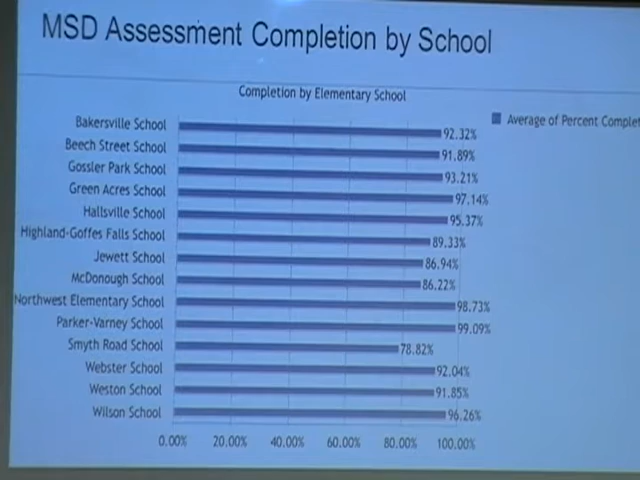 MSD Assessment Completion by School
Completion by Elementary School
Average of Percent Complet
Bakersville School 92.32%
Beech Street School 91.89%
Gossler Park School 93.21%
Green Acres School 97.14%
Hallsville School 95.37%
Highland-Goffes Falls School 89.33%
Jewett School 86.94%
McDonough School 86.22%
Northwest Elementary School 98.73%
Parker-Varney School 99.09%
Smyth Road School 78.82%
Webster School 92.04%
Weston School 91.85%
Wilson School 96.26%
0.00% 20.00% 40.00% 60.00% 80.00% 100.00%